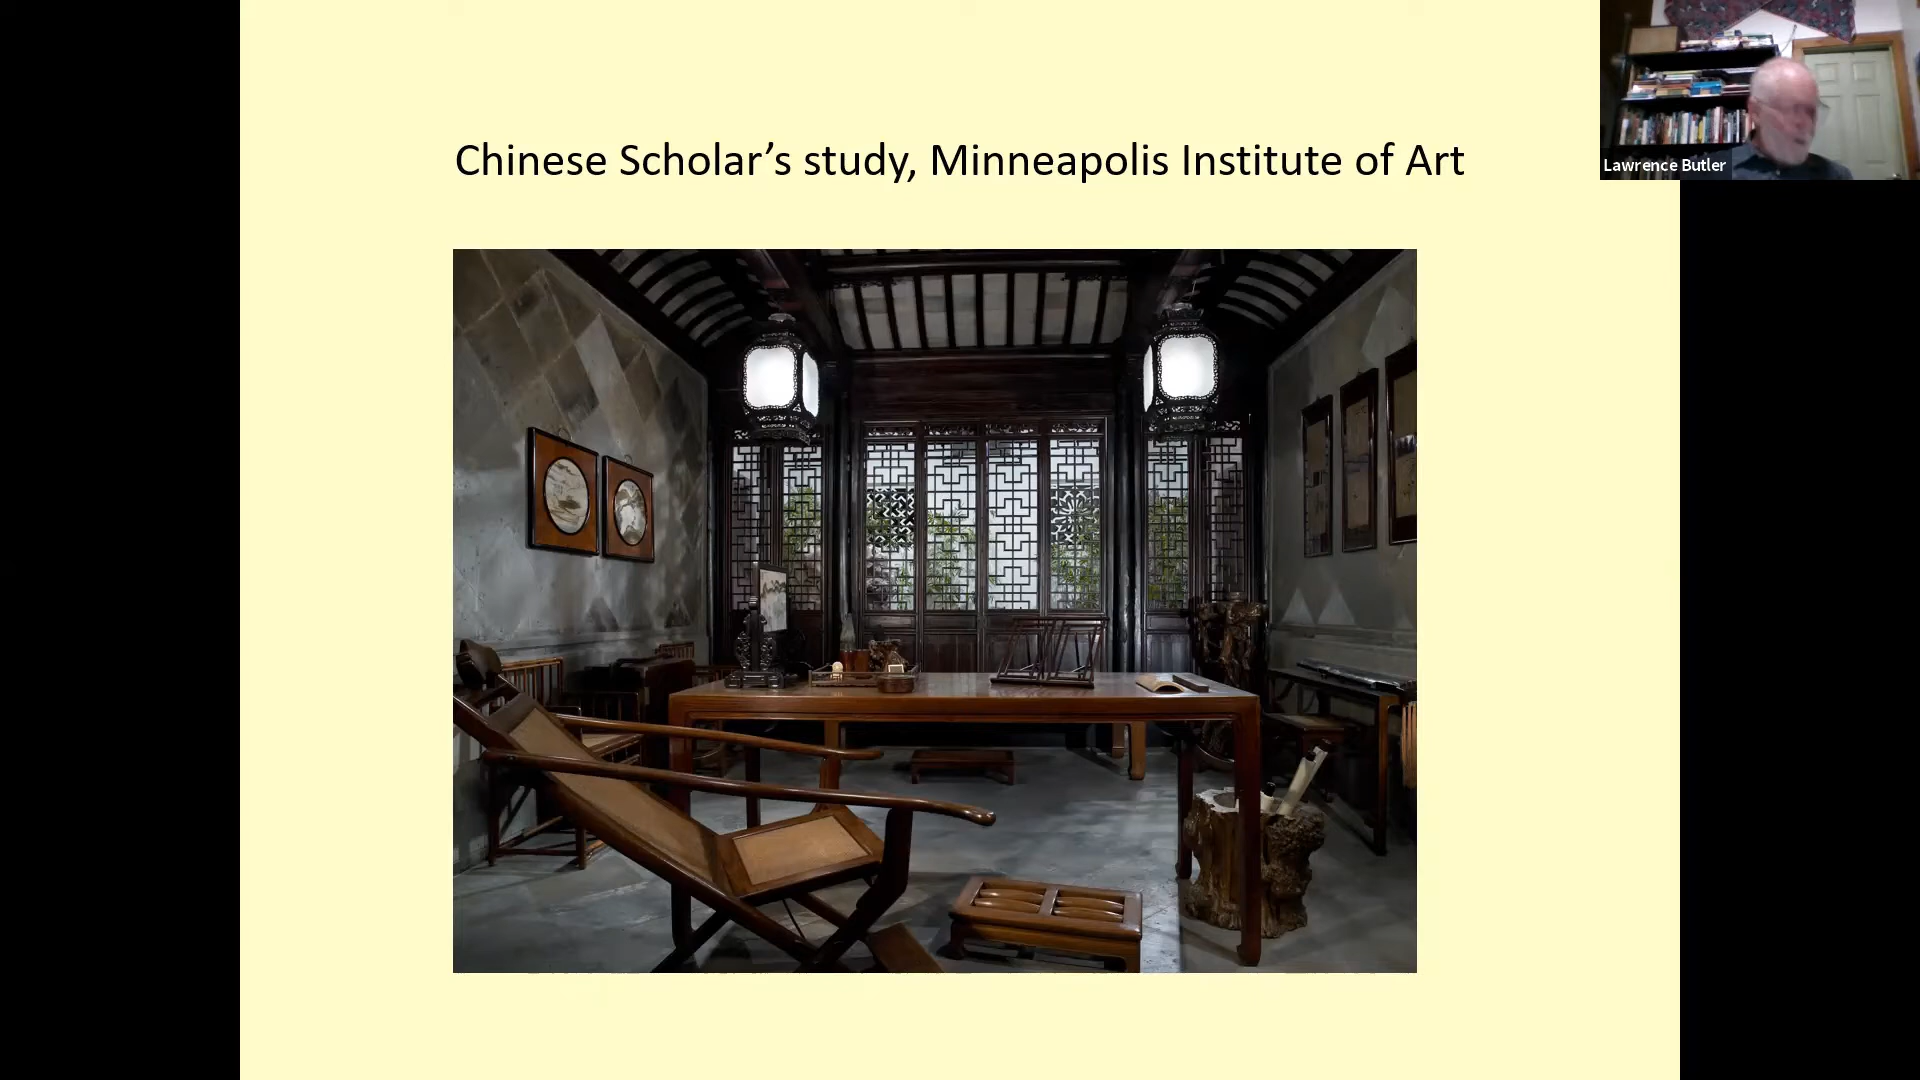 Chinese Scholar’s study, Minneapolis Institute of Art
Lawrence Butler